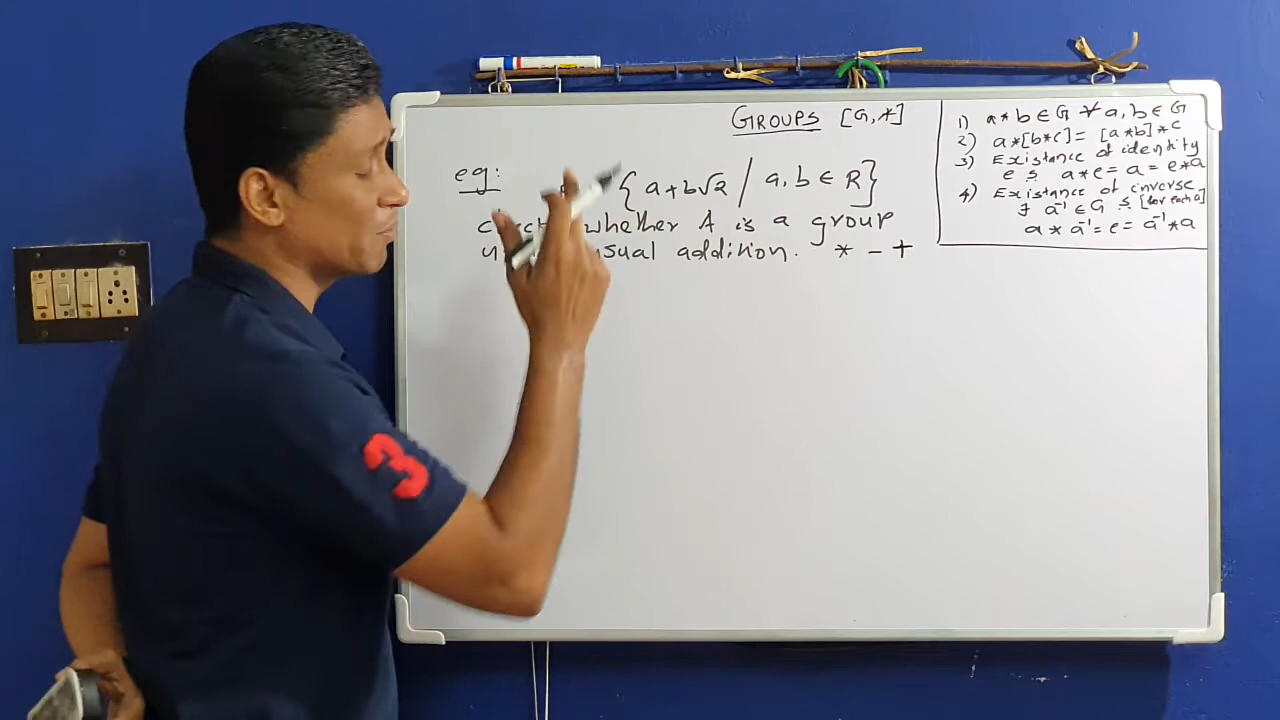 GROUPS [G,*]
eg: { a+b√2 / a, b ∈ R}
whether A is a group
usual addition. * - +
1) a * b ∈ G ∀ a, b ∈ G
2) a*[b*c] = [a*b]*c
3) Existance of identity
e s a*e = a = e*a
4) Existance of inverse
∃ a⁻¹ ∈ G s [for each a]
a * a⁻¹ = e = a⁻¹ * a
3